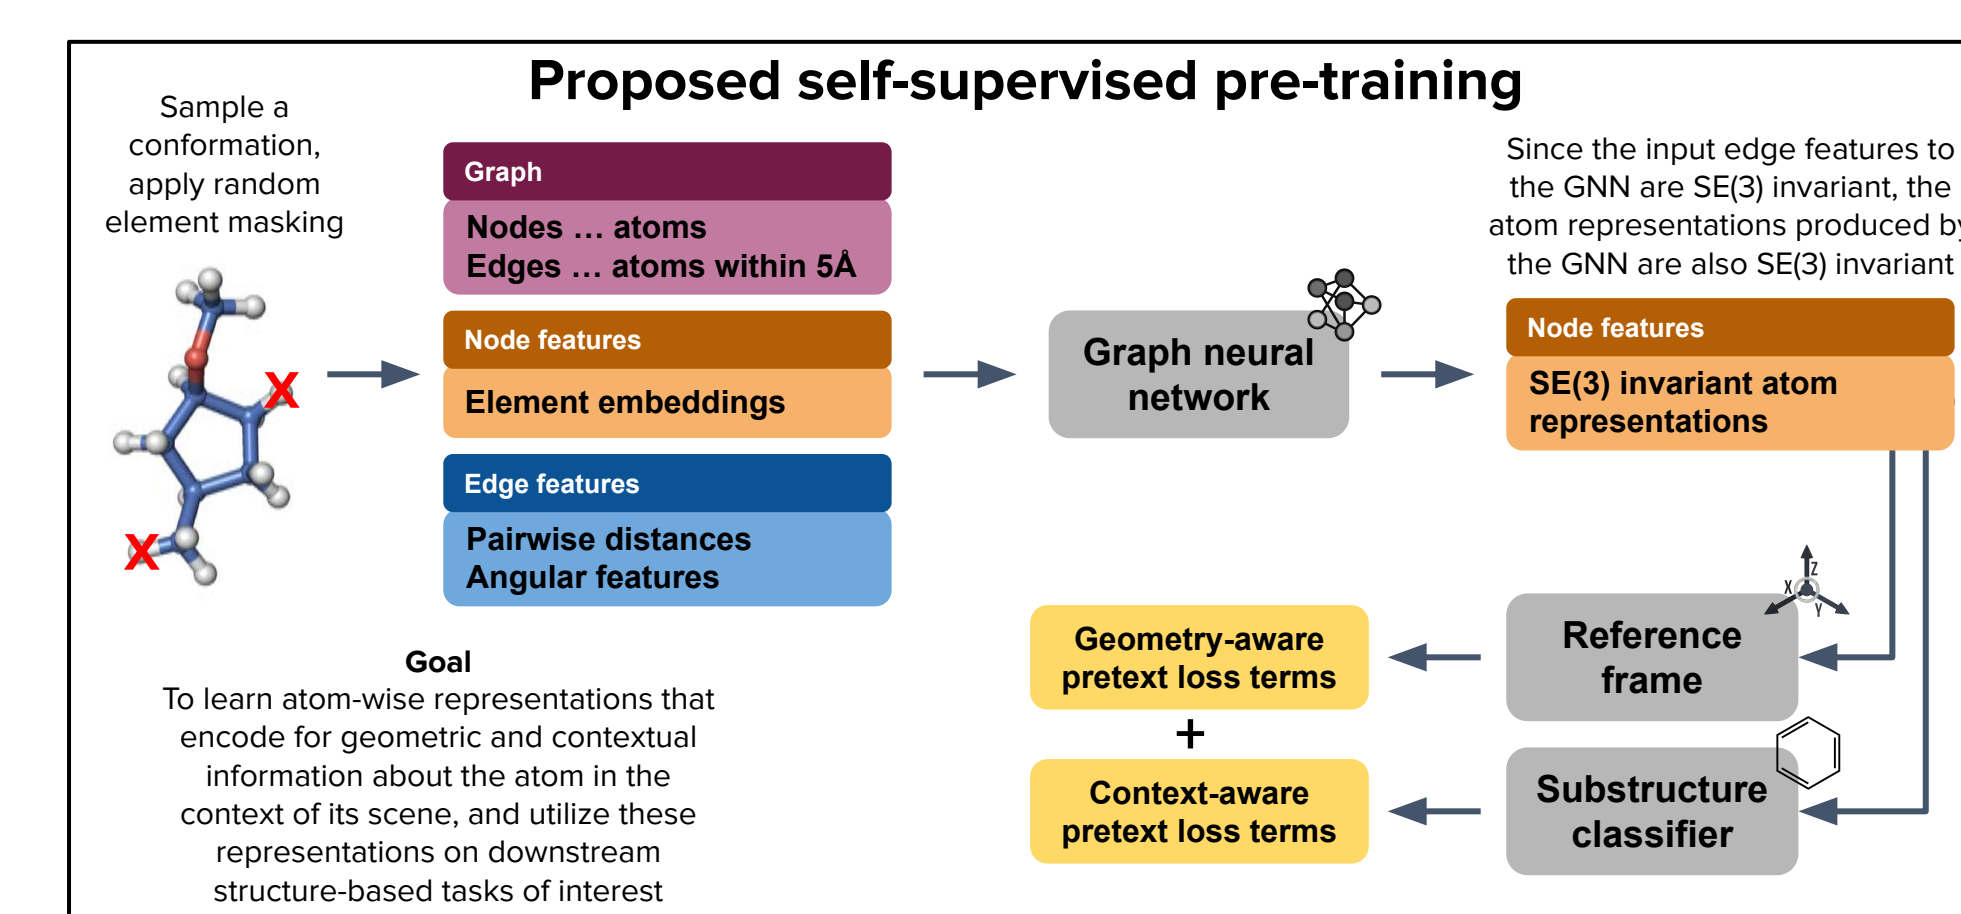 Proposed self-supervised pre-training
Sample a
conformation,
apply random
element masking
X
X
Graph
Nodes … atoms
Edges … atoms within 5Å
Node features
Element embeddings
Edge features
Pairwise distances
Angular features
Graph neural
network
Since the input edge features to
the GNN are SE(3) invariant, the
atom representations produced by
the GNN are also SE(3) invariant
Node features
SE(3) invariant atom
representations
Z
X
Y
Reference
frame
Geometry-aware
pretext loss terms
+
Substructure
classifier
Context-aware
pretext loss terms
Goal
To learn atom-wise representations that
encode for geometric and contextual
information about the atom in the
context of its scene, and utilize these
representations on downstream
structure-based tasks of interest